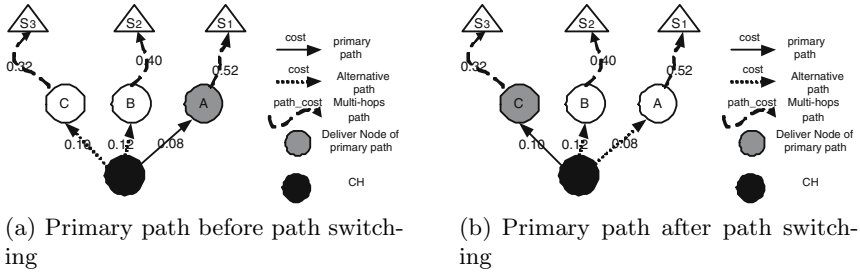 S3 S2 S1
cost
primary
path
0.32 0.40 0.52
cost
Alternative
path
C B A
path_cost Multi-hops
path
0.10 0.12 0.08
Deliver Node of
primary path
CH
(a) Primary path before path switch-
ing
S3 S2 S1
cost
primary
path
0.32 0.40 0.52
cost
Alternative
path
C B A
path_cost Multi-hops
path
0.10 0.12 0.08
Deliver Node of
primary path
CH
(b) Primary path after path switch-
ing